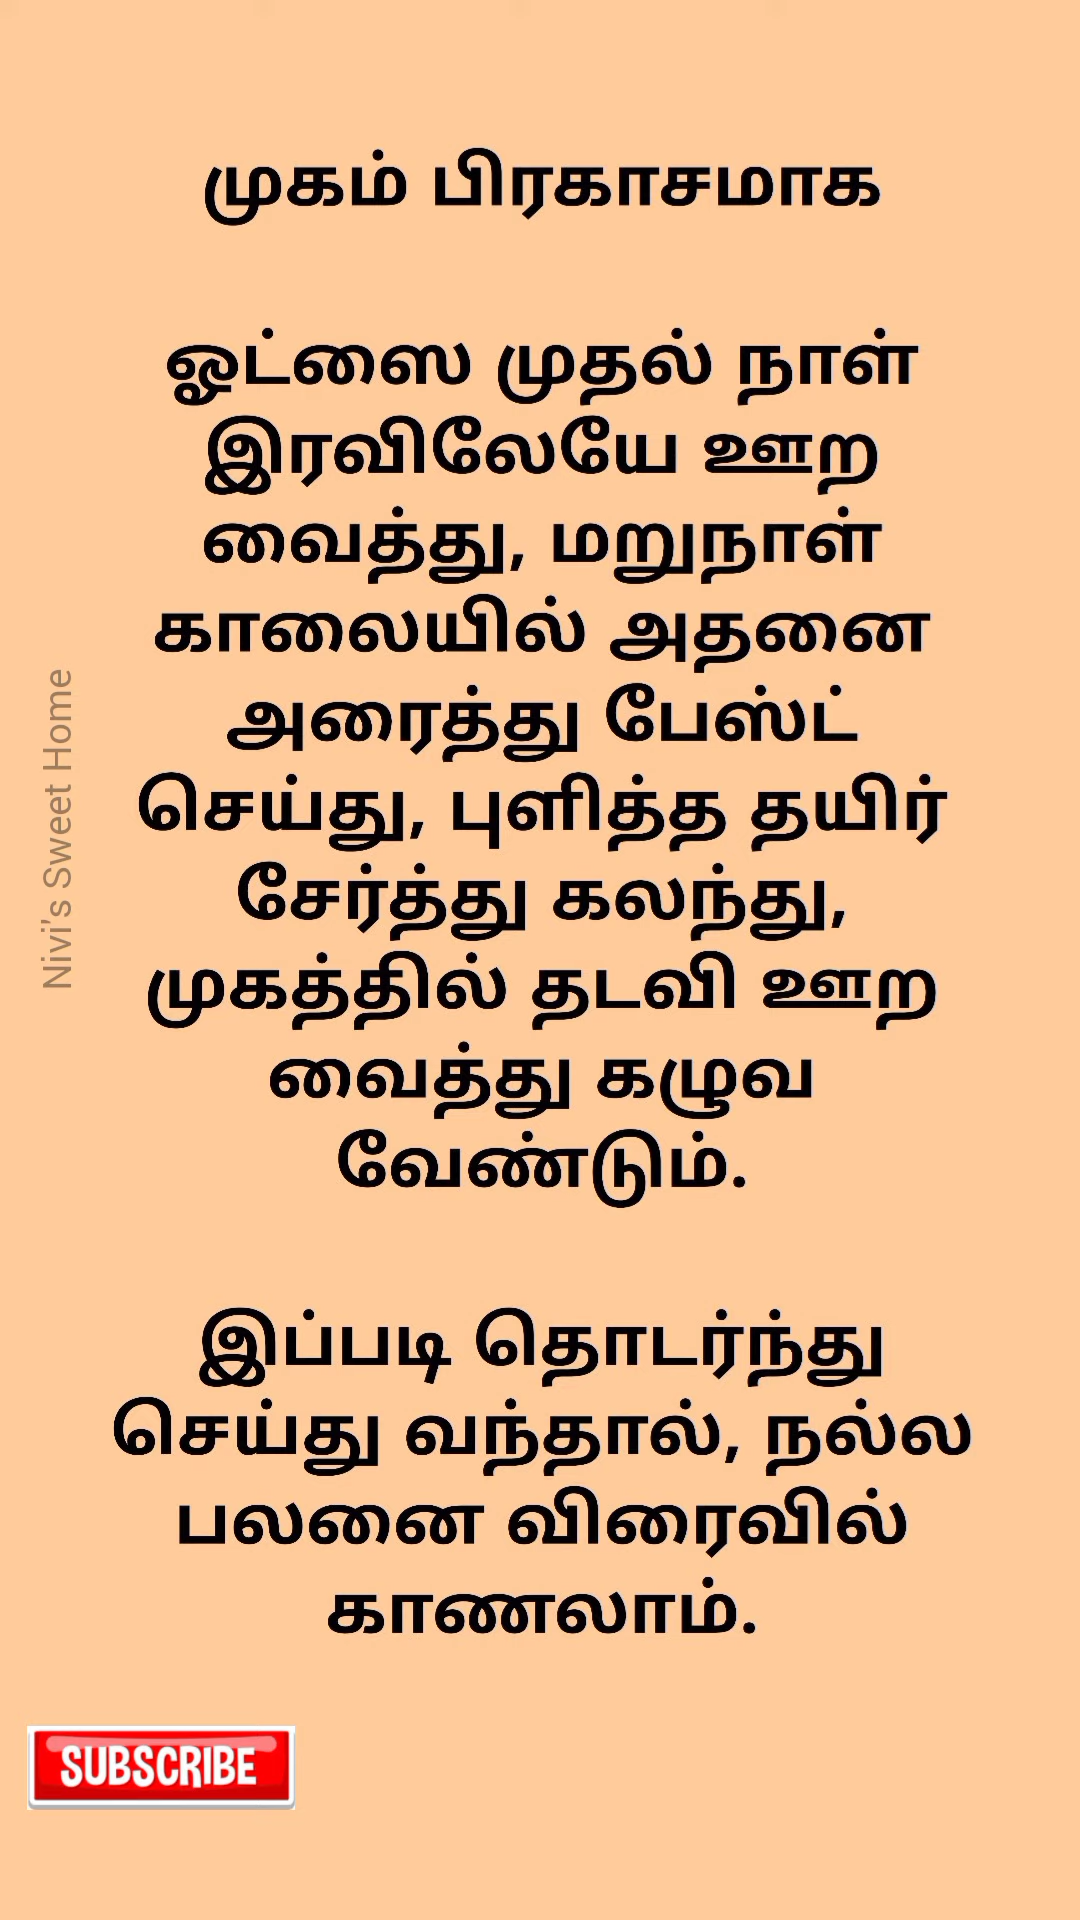 முகம் பிரகாசமாக
ஓட்ஸை முதல் நாள்
இரவிலேயே ஊற
வைத்து, மறுநாள்
காலையில் அதனை
அரைத்து பேஸ்ட்
செய்து, புளித்த தயிர்
சேர்த்து கலந்து,
முகத்தில் தடவி ஊற
வைத்து கழுவ
வேண்டும்.
இப்படி தொடர்ந்து
செய்து வந்தால், நல்ல
பலனை விரைவில்
காணலாம்.
Nivi's Sweet Home
SUBSCRIBE